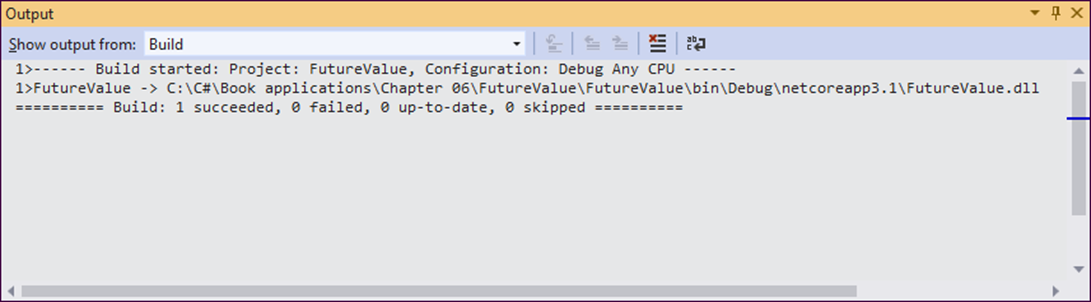 Output
Show output from: Build
1>------ Build started: Project: FutureValue, Configuration: Debug Any CPU ------
1>FutureValue -> C:\C#\Book applications\Chapter 06\FutureValue\FutureValue\bin\Debug\netcoreapp3.1\FutureValue.dll
========== Build: 1 succeeded, 0 failed, 0 up-to-date, 0 skipped ==========